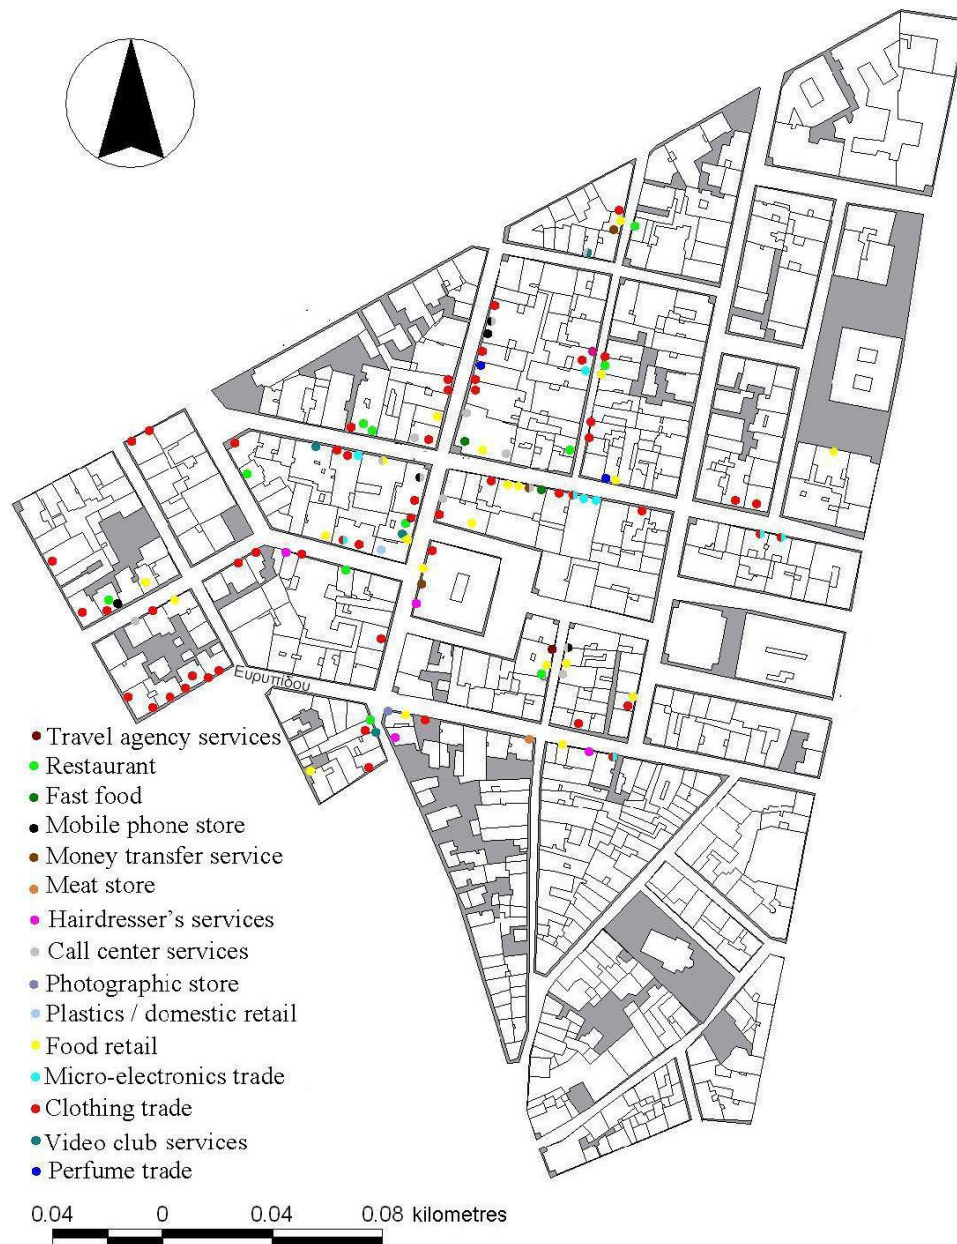 Ευριπίδου
Travel agency services
Restaurant
Fast food
Mobile phone store
Money transfer service
Meat store
Hairdresser's services
Call center services
Photographic store
Plastics / domestic retail
Food retail
Micro-electronics trade
Clothing trade
Video club services
Perfume trade
0.04 0 0.04 0.08 kilometres